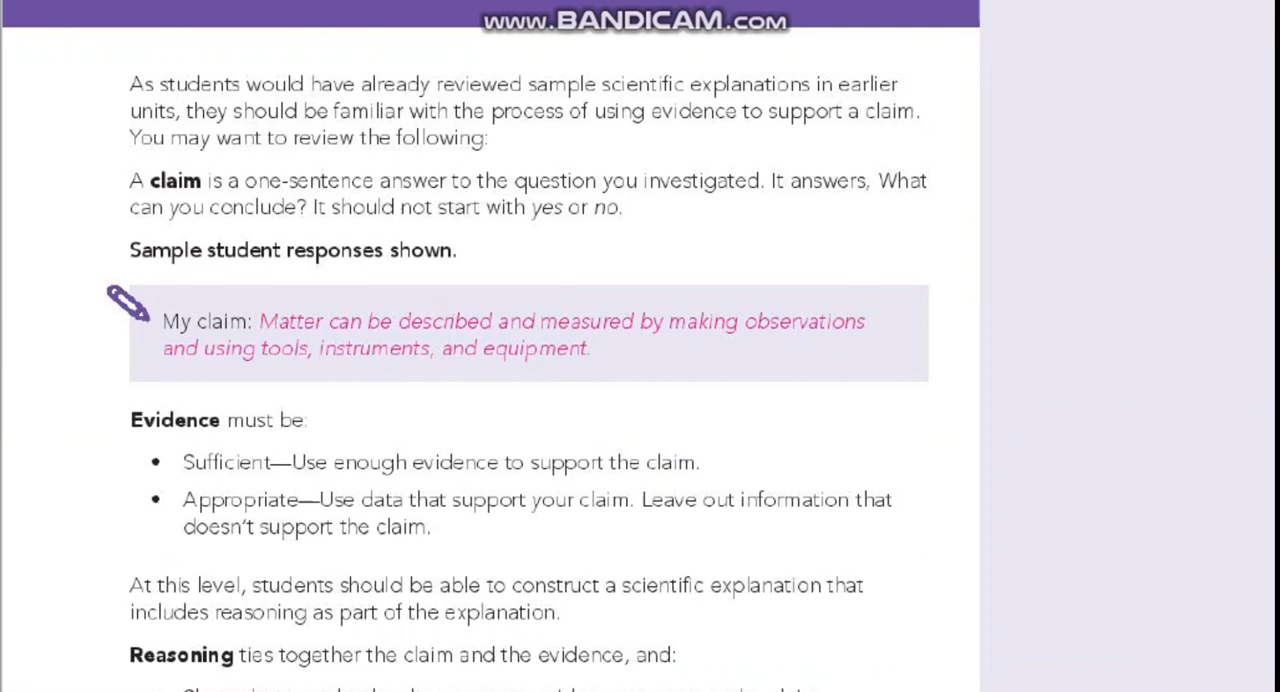 www.BANDICAM.com
As students would have already reviewed sample scientific explanations in earlier
units, they should be familiar with the process of using evidence to support a claim.
You may want to review the following:
A claim is a one-sentence answer to the question you investigated. It answers, What
can you conclude? It should not start with yes or no.
Sample student responses shown.
My claim: Matter can be described and measured by making observations
and using tools, instruments, and equipment.
Evidence must be:
• Sufficient—Use enough evidence to support the claim.
• Appropriate—Use data that support your claim. Leave out information that
doesn't support the claim.
At this level, students should be able to construct a scientific explanation that
includes reasoning as part of the explanation.
Reasoning ties together the claim and the evidence, and: